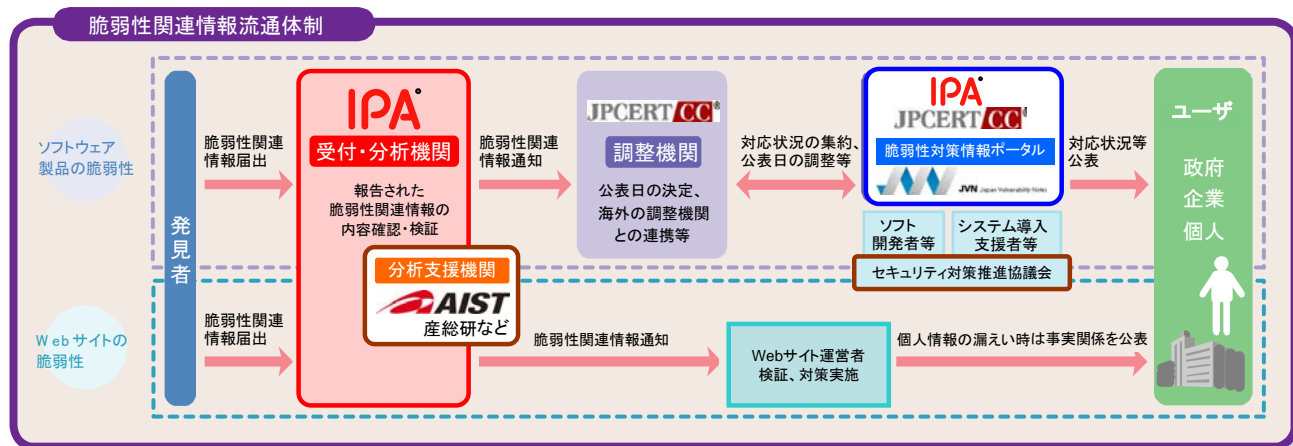 脆弱性関連情報流通体制
ソフトウェア
製品の脆弱性
発見者
脆弱性関連
情報届出
IPA
受付・分析機関
報告された
脆弱性関連情報の
内容確認・検証
分析支援機関
AIST
産総研など
脆弱性関連
情報通知
JPCERT CC®
調整機関
公表日の決定、
海外の調整機関
との連携等
対応状況の集約、
公表日の調整等
IPA
JPCERT CC®
脆弱性対策情報ポータル
JVN Japan Vulnerability Notes
ソフト
開発者等
システム導入
支援者等
セキュリティ対策推進協議会
対応状況等
公表
ユーザ
政府
企業
個人
Webサイトの
脆弱性
脆弱性関連
情報届出
脆弱性関連情報通知
Webサイト運営者
検証、対策実施
個人情報の漏えい時は事実関係を公表